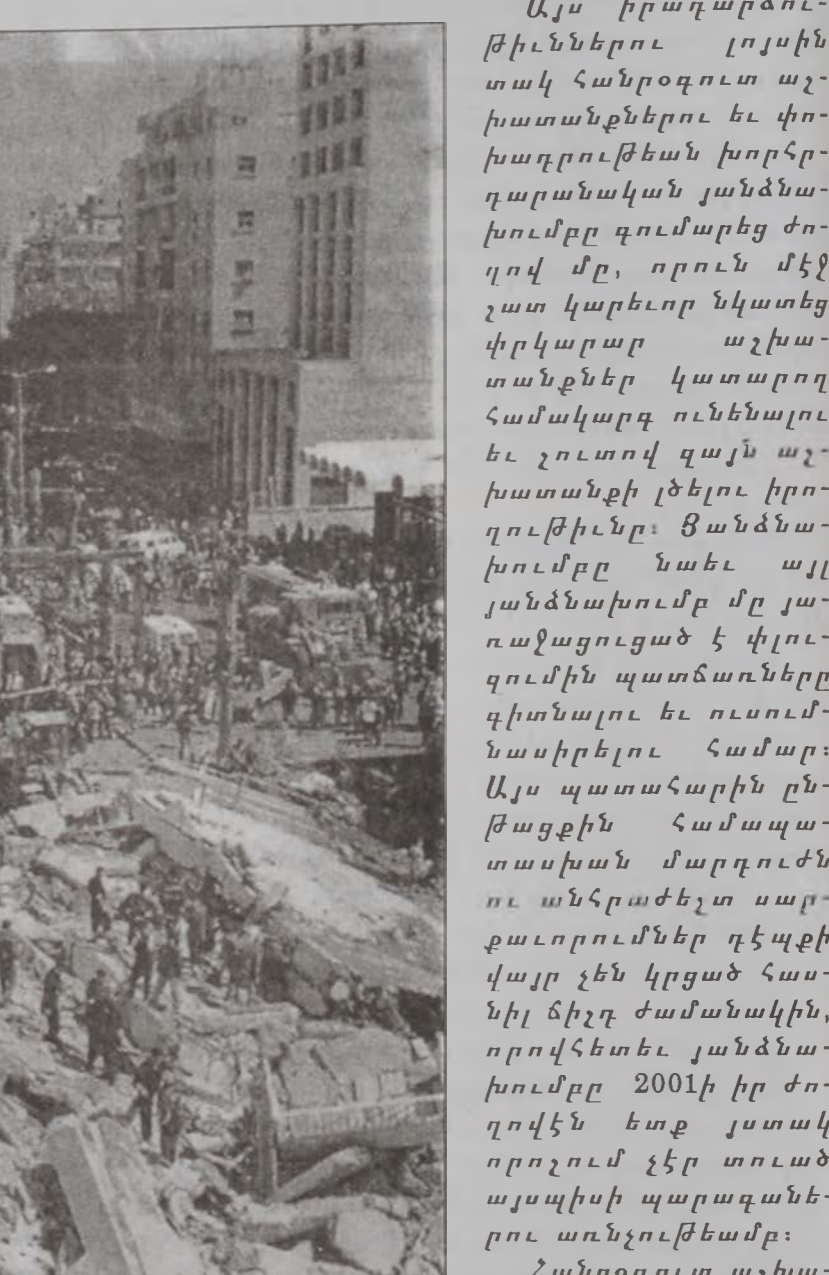 Այս իրադարձու-
թիւններու լոյսին
տակ հանրօգուտ աշ-
խատանքներու եւ փո-
խադրութեան խորհր-
դարանական յանձնա-
խումբը գումարեց ժո-
ղով մը, որուն մէջ
շատ կարեւոր նկատեց
փրկարար աշխա-
տանքներ կատարող
համակարգ ունենալու
եւ շուտով զայն աշ-
խատանքի լծելու իրո-
ղութիւնը։ Յանձնա-
խումբը նաեւ այլ
յանձնախումբ մը յա-
ռաջացուցած է փլու-
զումին պատճառները
գիտնալու եւ ուսում-
նասիրելու համար։
Այս պատահարին ըն-
թացքին համապա-
տասխան մարդուժն
ու անհրաժեշտ սար-
քաւորումներ դէպքի
վայր չեն կրցած հաս-
նիլ ճիշդ ժամանակին,
որովհետեւ յանձնա-
խումբը 2001ի իր ժո-
ղովէն ետք յստակ
որոշում չէր տուած
այսպիսի պարագանե-
րու առնչութեամբ։
Հանրօգուտ աշխա-